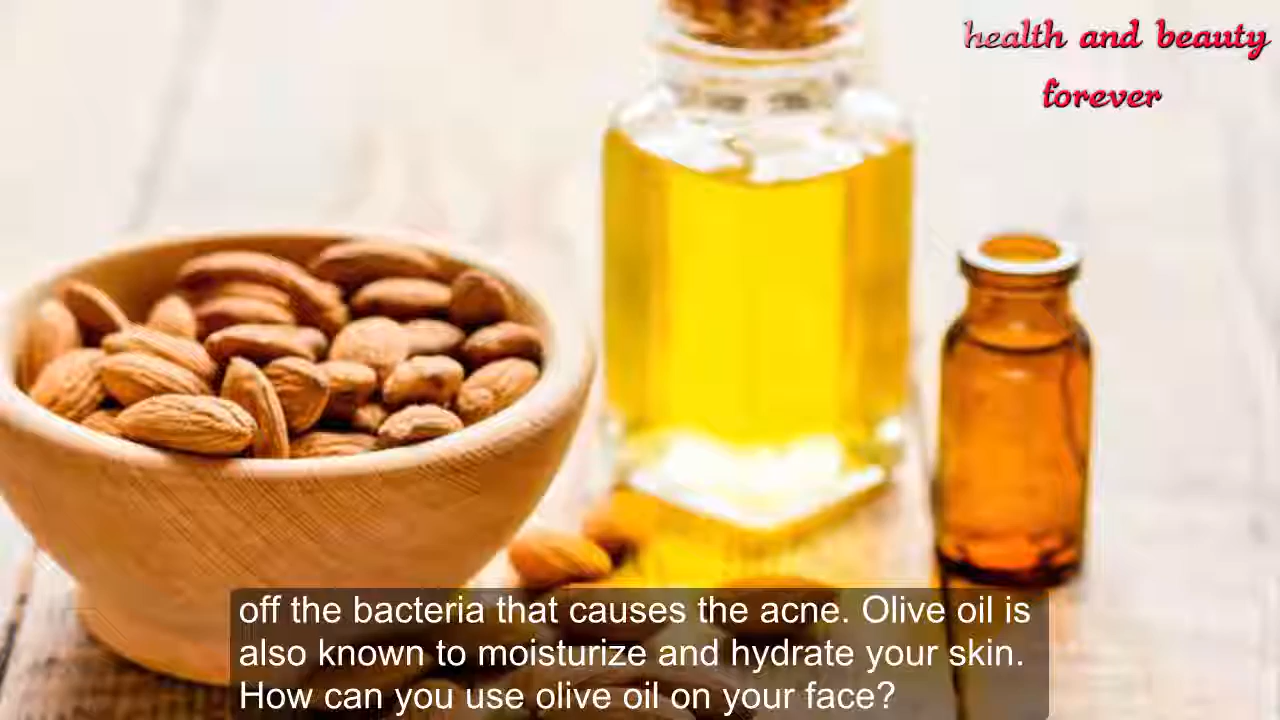 health and beauty
forever
off the bacteria that causes the acne. Olive oil is
also known to moisturize and hydrate your skin.
How can you use olive oil on your face?